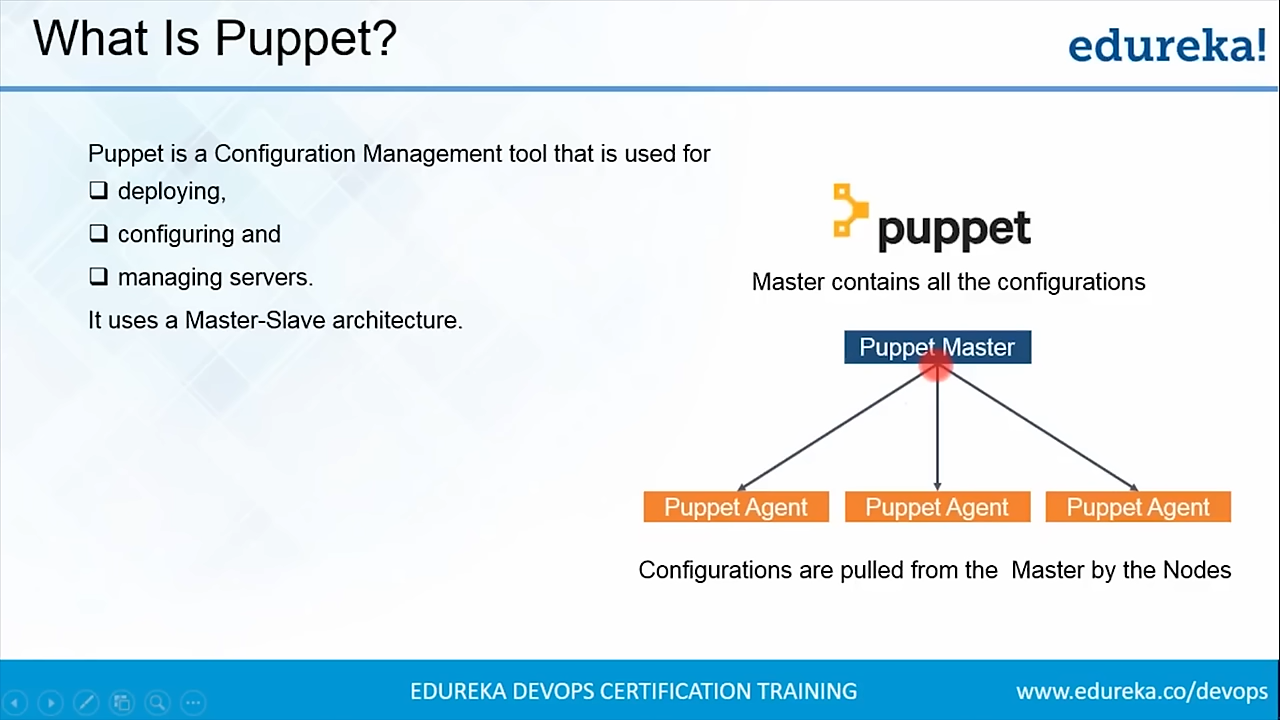 What Is Puppet?
edureka!
Puppet is a Configuration Management tool that is used for
deploying,
configuring and
managing servers.
It uses a Master-Slave architecture.
puppet
Master contains all the configurations
Puppet Master
Puppet Agent
Puppet Agent
Puppet Agent
Configurations are pulled from the  Master by the Nodes
EDUREKA DEVOPS CERTIFICATION TRAINING
www.edureka.co/devops